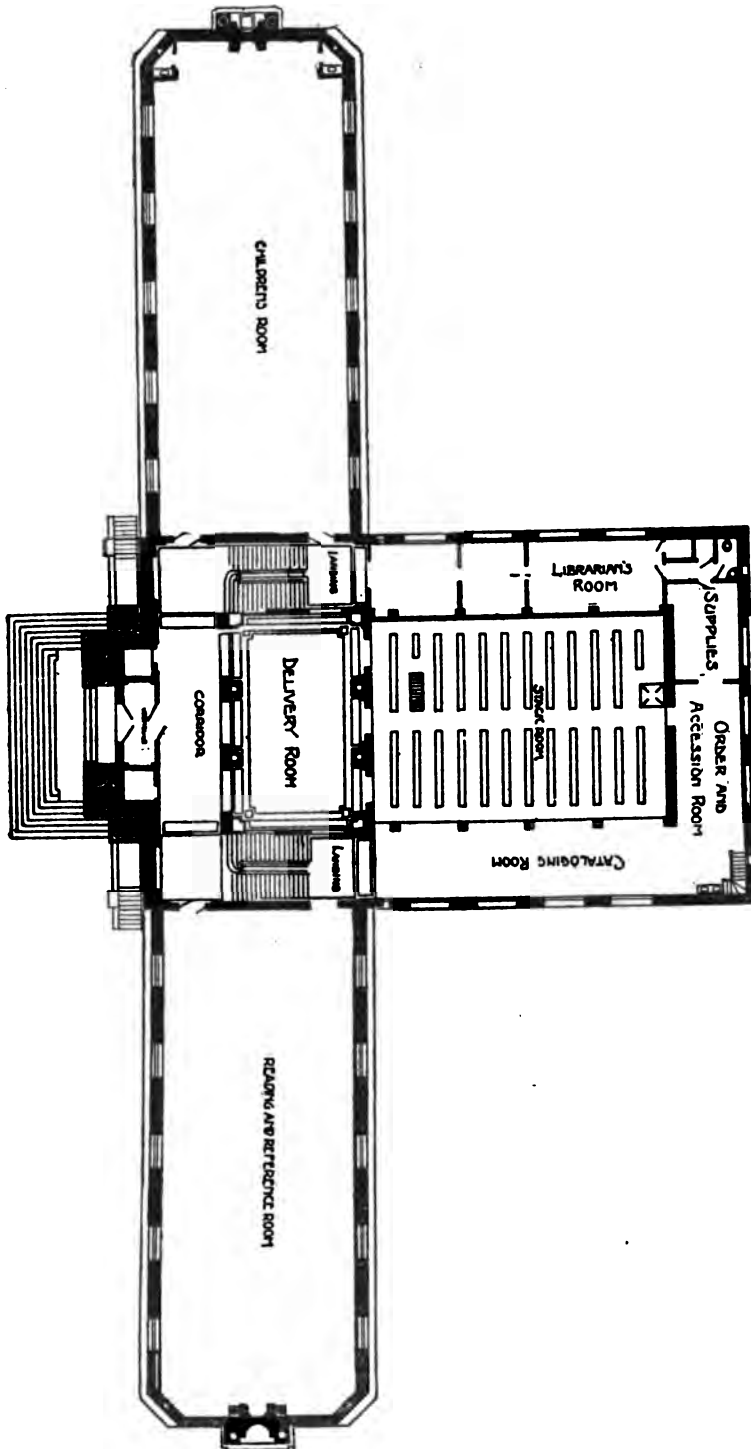 CHILDRENS ROOM
LANDING
LIBRARIAN'S
ROOM
SUPPLIES
ORDER AND
ACCESSION ROOM
STACK ROOM
DELIVERY ROOM
CORRIDOR
CATALOGING
ROOM
LANDING
READING AND REFERENCE ROOM